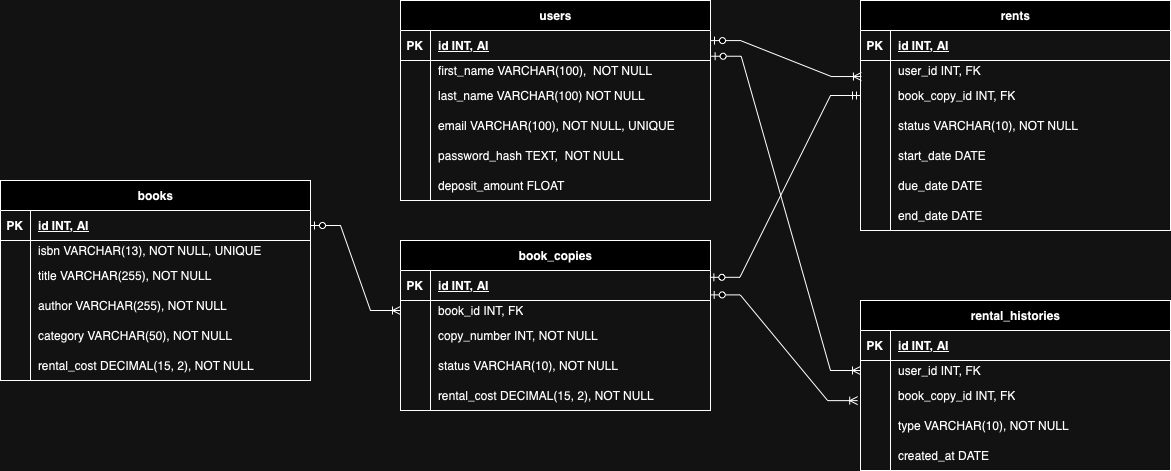 users
PK id INT, AI
first_name VARCHAR(100), NOT NULL
last_name VARCHAR(100) NOT NULL
email VARCHAR(100), NOT NULL, UNIQUE
password_hash TEXT, NOT NULL
deposit_amount FLOAT
rents
PK id INT, AI
user_id INT, FK
book_copy_id INT, FK
status VARCHAR(10), NOT NULL
start_date DATE
due_date DATE
end_date DATE
books
PK id INT, AI
isbn VARCHAR(13), NOT NULL, UNIQUE
title VARCHAR(255), NOT NULL
author VARCHAR(255), NOT NULL
category VARCHAR(50), NOT NULL
rental_cost DECIMAL(15, 2), NOT NULL
book_copies
PK id INT, AI
book_id INT, FK
copy_number INT, NOT NULL
status VARCHAR(10), NOT NULL
rental_cost DECIMAL(15, 2), NOT NULL
rental_histories
PK id INT, AI
user_id INT, FK
book_copy_id INT, FK
type VARCHAR(10), NOT NULL
created_at DATE